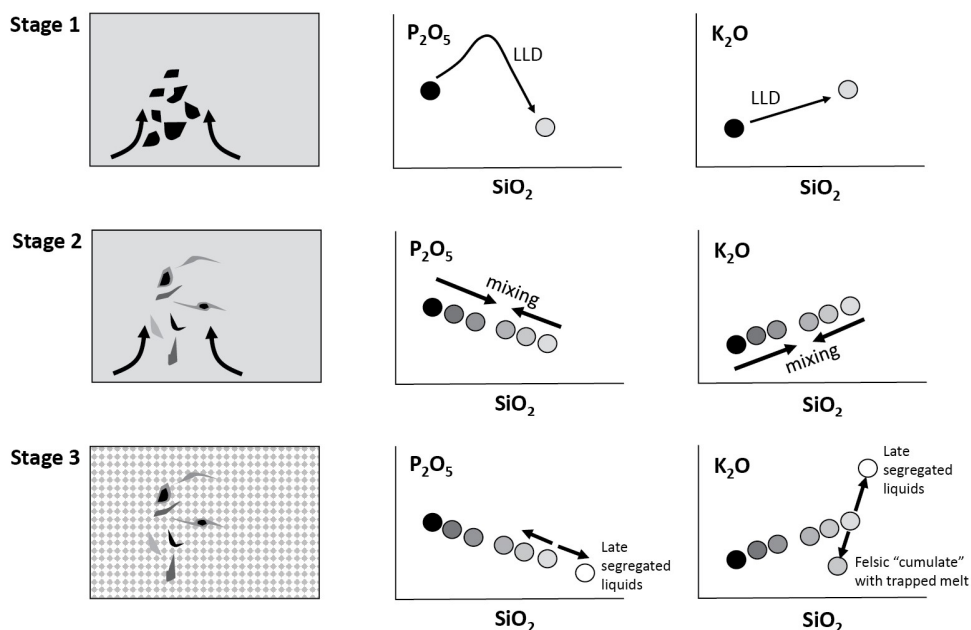 Stage 1
P₂O₅
LLD
SiO₂
K₂O
LLD
SiO₂
Stage 2
P₂O₅
mixing
SiO₂
K₂O
mixing
SiO₂
Stage 3
P₂O₅
Late
segregated
liquids
SiO₂
K₂O
Late
segregated
liquids
Felsic “cumulate”
with trapped melt
SiO₂